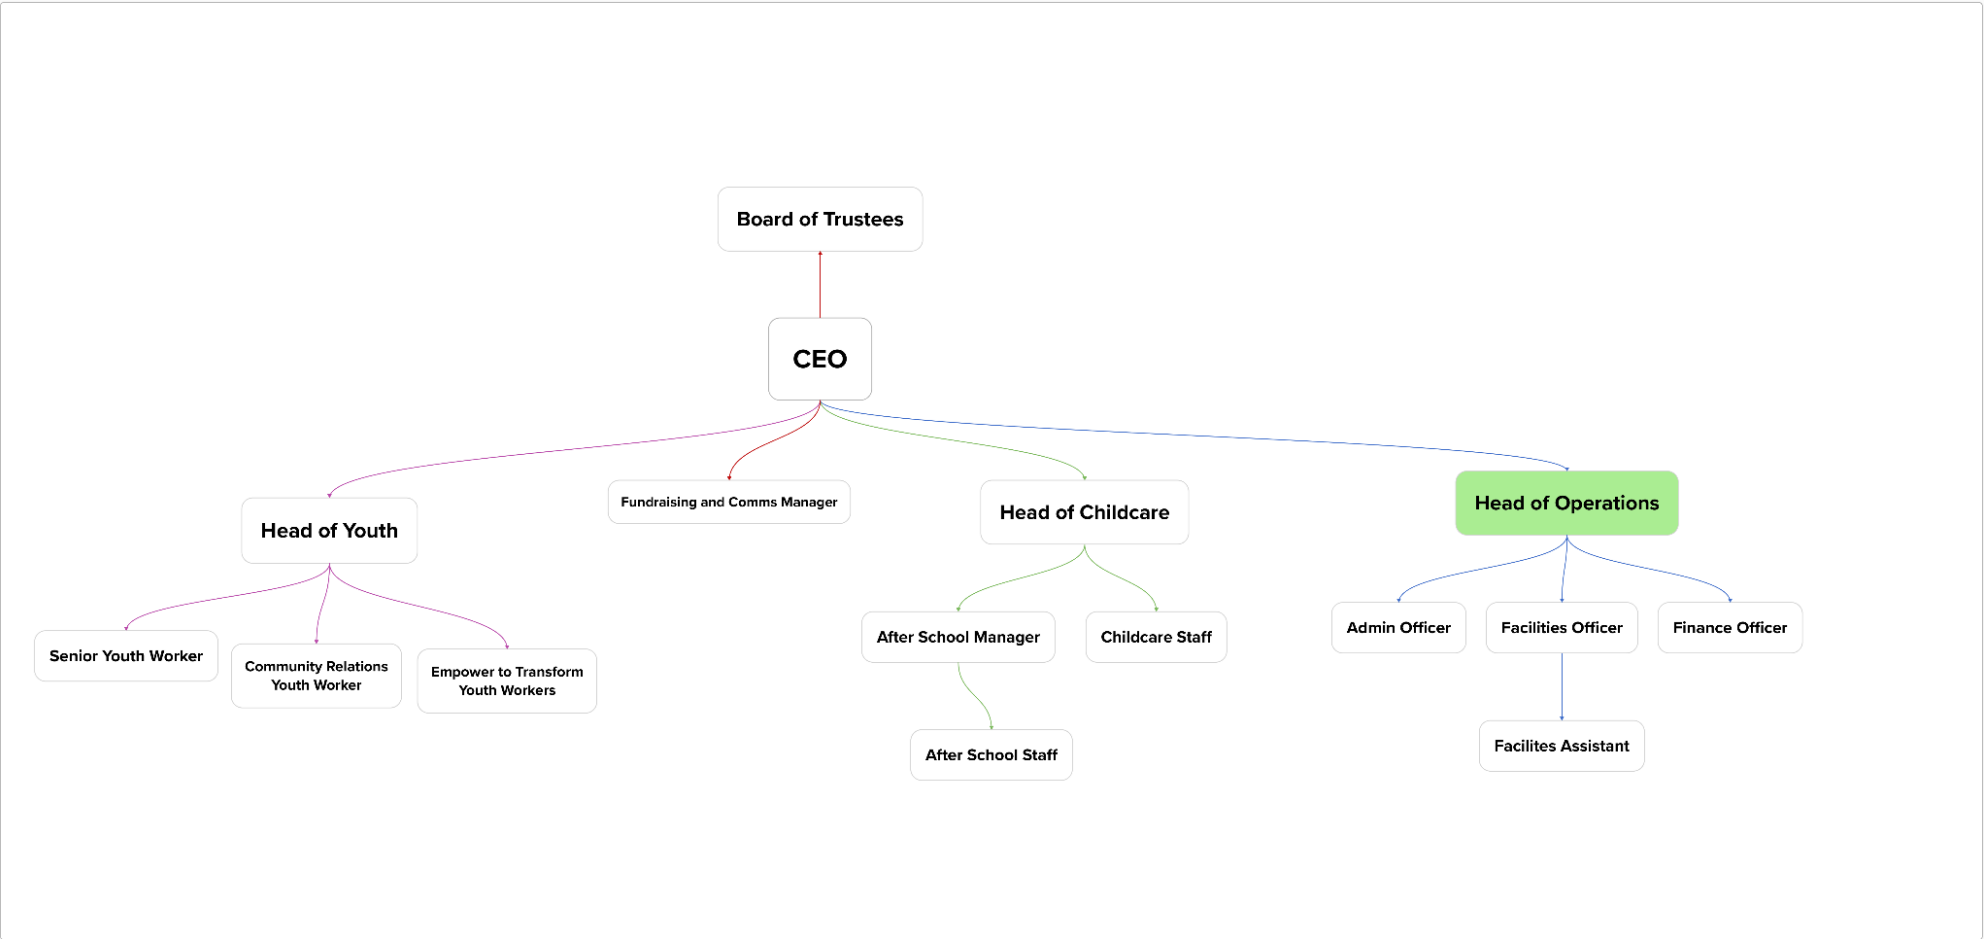 Board of Trustees
CEO
Head of Youth
Fundraising and Comms Manager
Head of Childcare
Head of Operations
Senior Youth Worker
Community Relations
Youth Worker
Empower to Transform
Youth Workers
After School Manager
Childcare Staff
Admin Officer
Facilities Officer
Finance Officer
After School Staff
Facilites Assistant